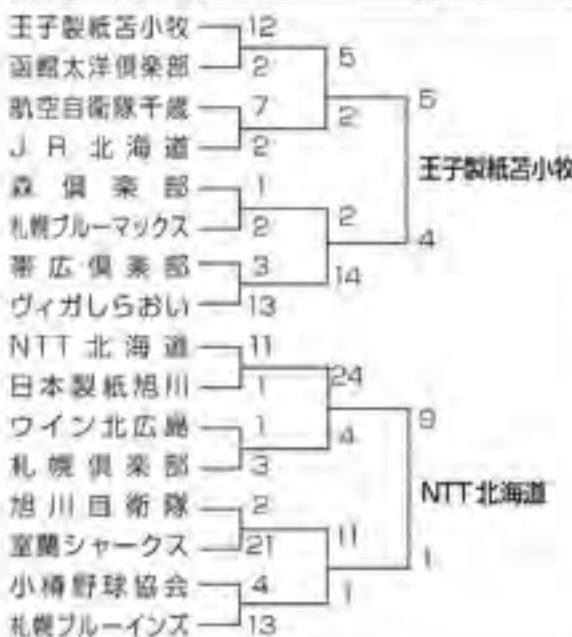 王子製紙苫小牧 12
函館太洋倶楽部 2
5
航空自衛隊千歳 7
2
JR北海道 2
5
王子製紙苫小牧
4
森倶楽部 1
札幌ブルーマックス 2
2
帯広倶楽部 3
14
ヴィガしらおい 13
NTT北海道 11
日本製紙旭川 1
24
ウイン北広島 1
4
札幌倶楽部 3
9
NTT北海道
1
旭川自衛隊 2
室蘭シャークス 21
11
小樽野球協会 4
1
札幌ブルーインズ 13